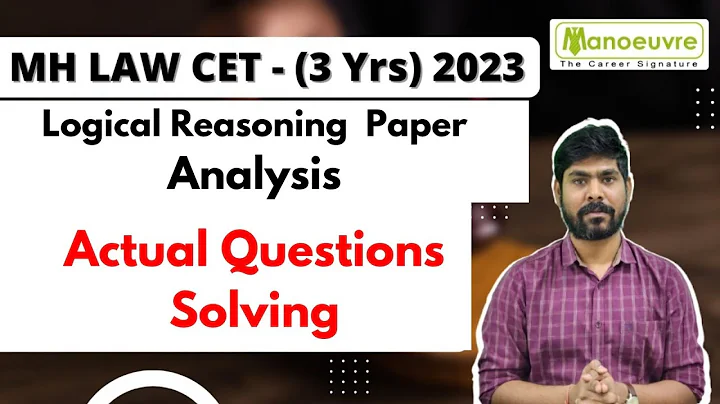 MH LAW CET - (3 Yrs) 2023
Manoeuvre
The Career Signature
Logical Reasoning Paper
Analysis
Actual Questions
Solving